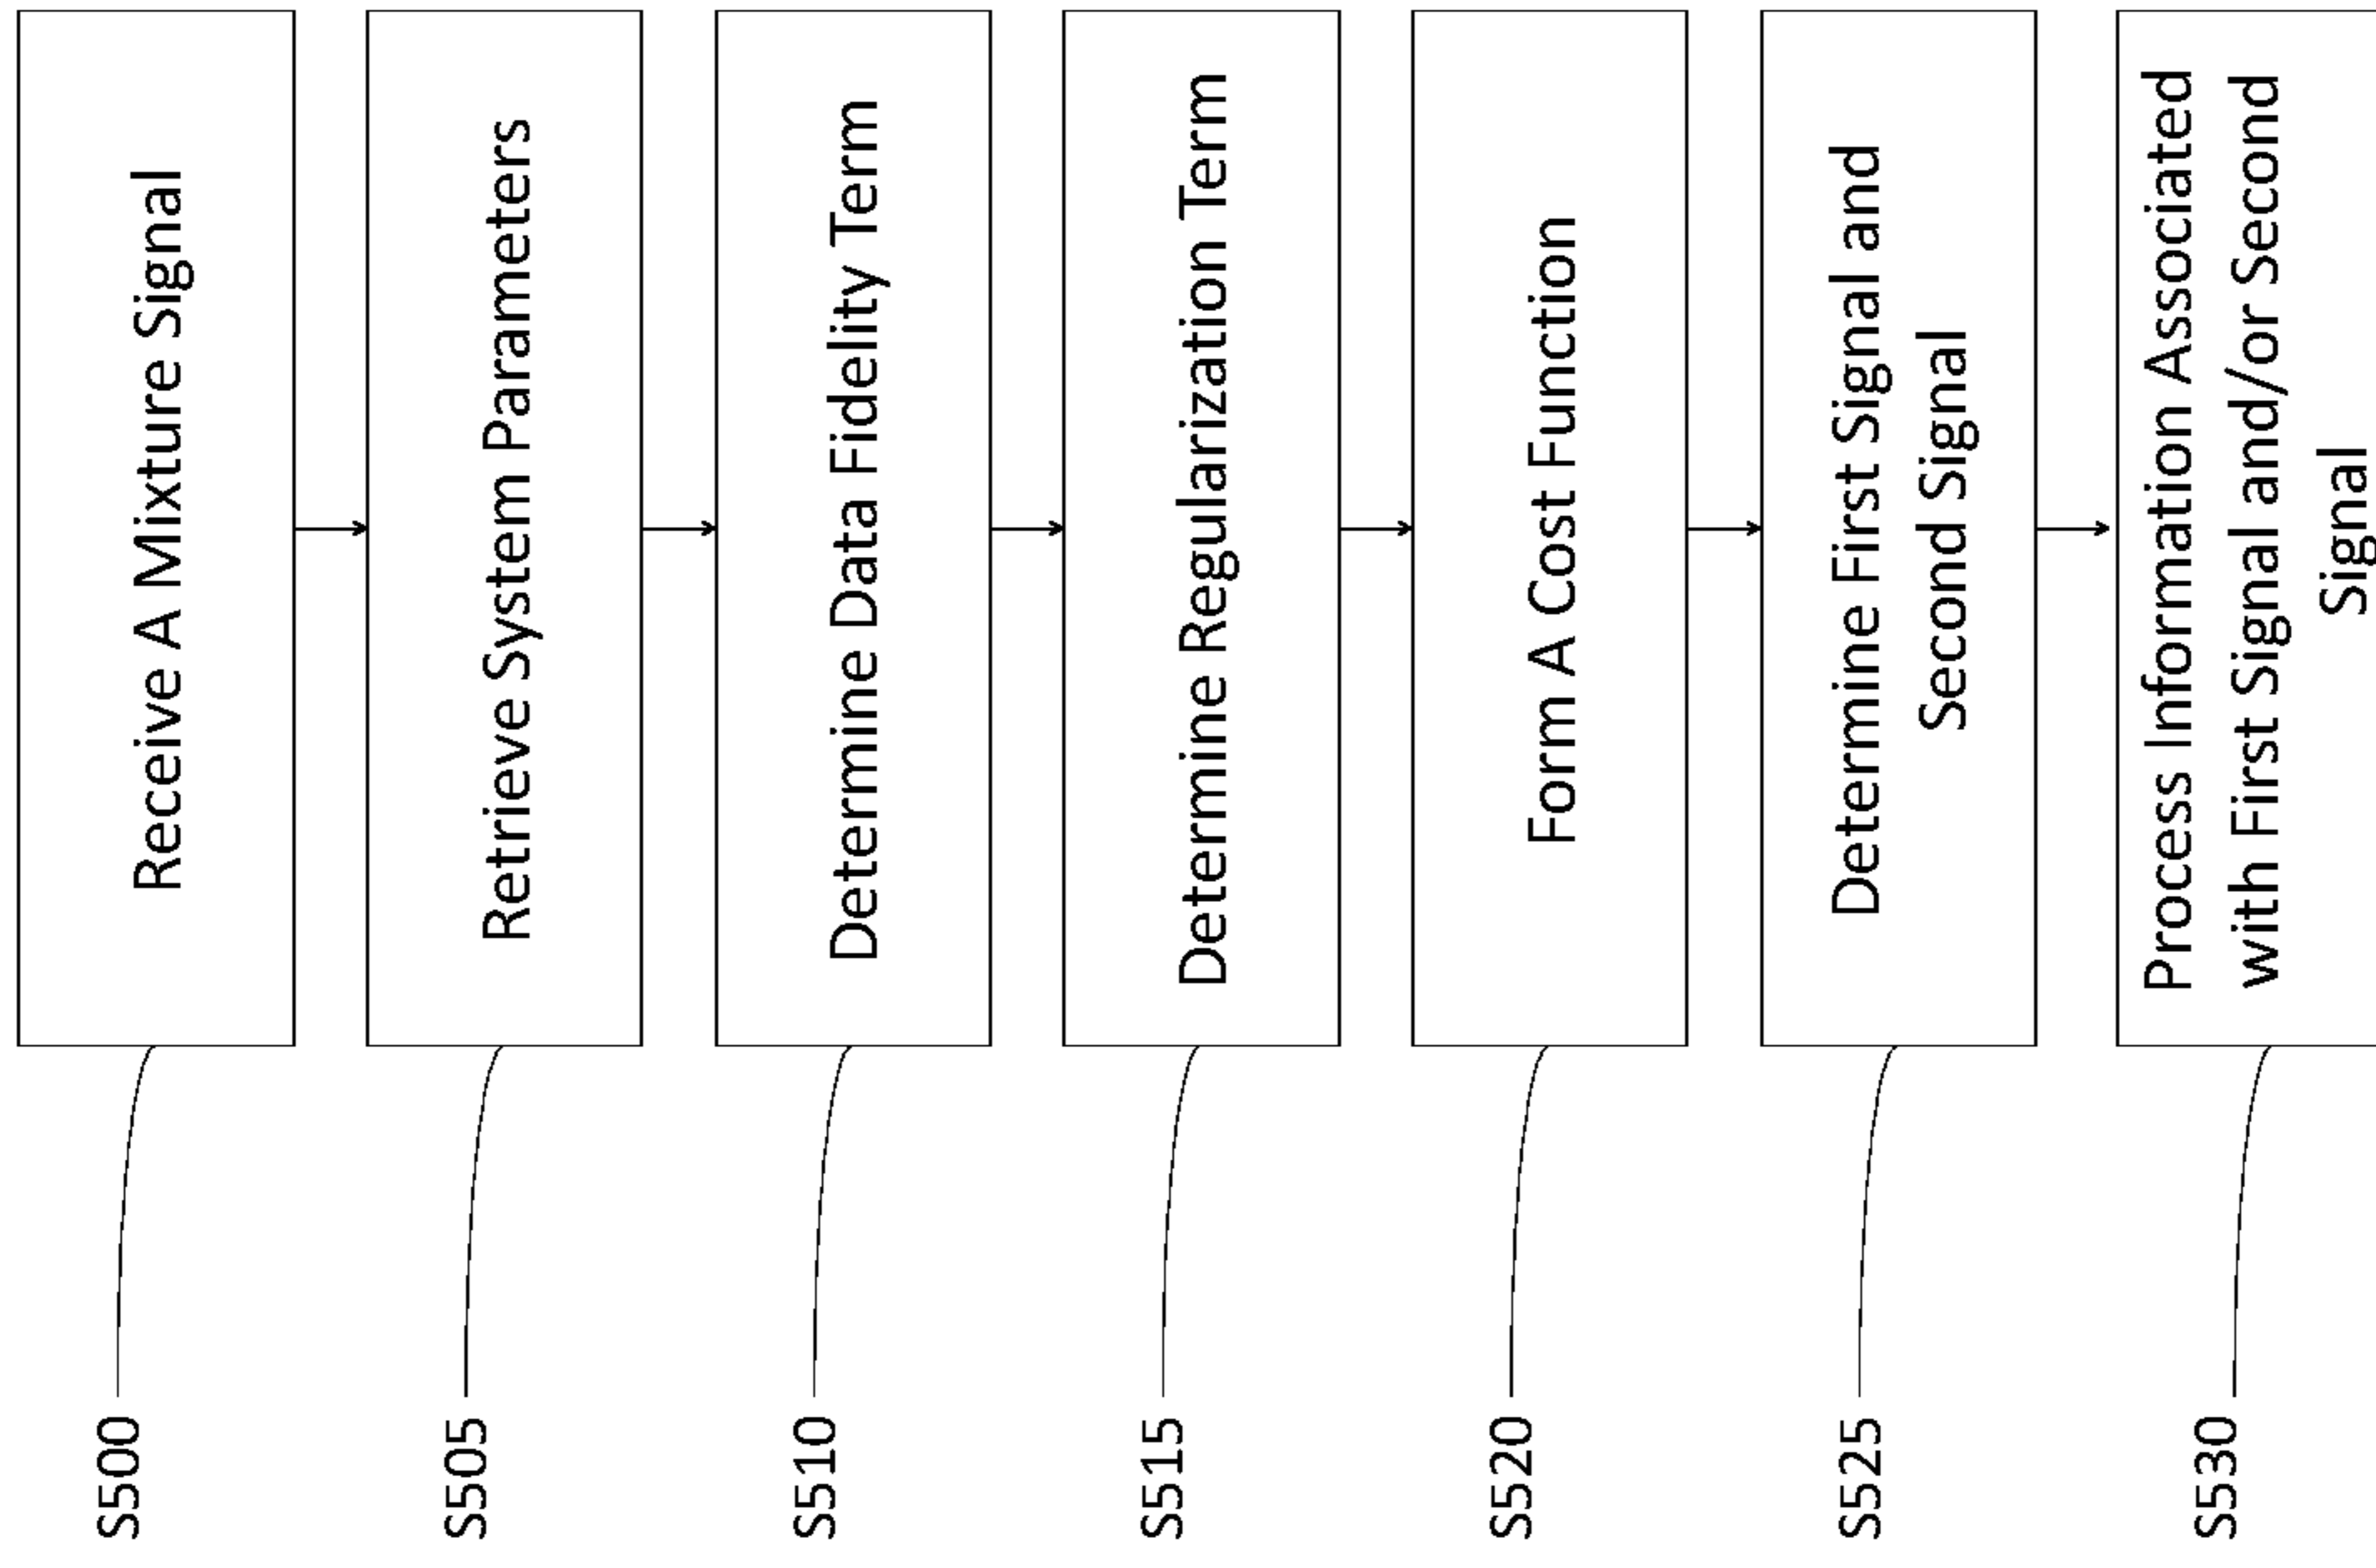 S500
Receive A Mixture Signal
S505
Retrieve System Parameters
S510
Determine Data Fidelity Term
S515
Determine Regularization Term
S520
Form A Cost Function
S525
Determine First Signal and
Second Signal
S530
Process Information Associated
with First Signal and/or Second
Signal